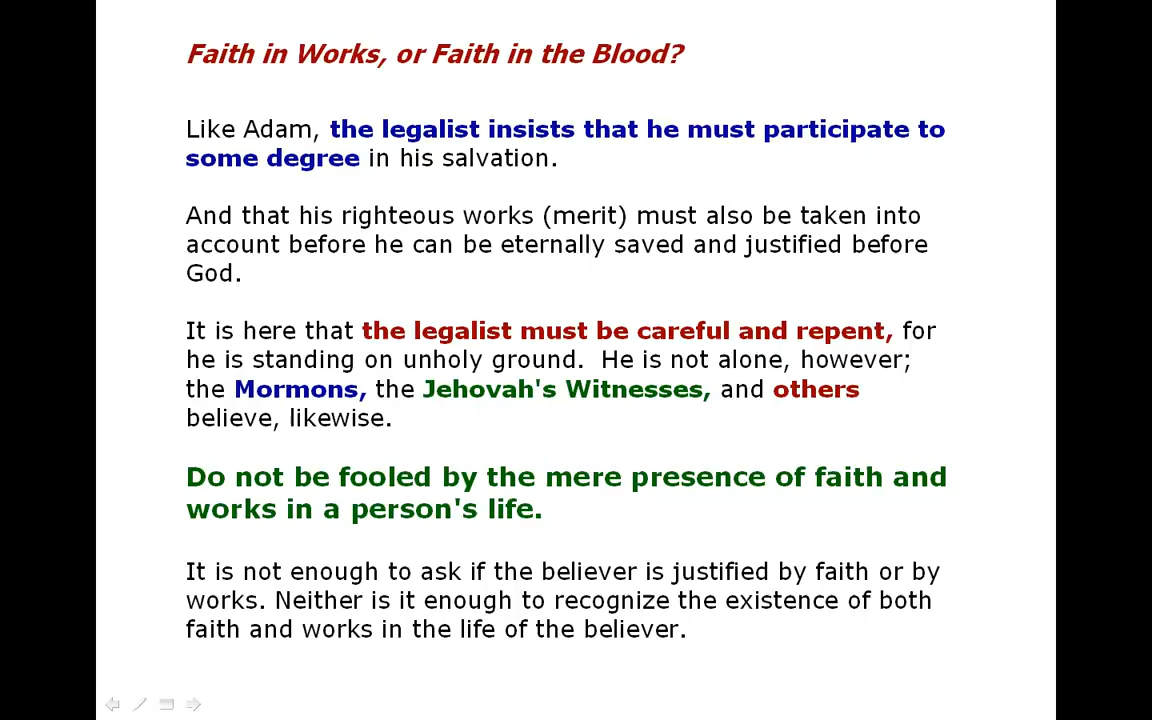 Faith in Works, or Faith in the Blood?
Like Adam, the legalist insists that he must participate to
some degree in his salvation.
And that his righteous works (merit) must also be taken into
account before he can be eternally saved and justified before
God.
It is here that the legalist must be careful and repent, for
he is standing on unholy ground.  He is not alone, however;
the Mormons, the Jehovah's Witnesses, and others
believe, likewise.
Do not be fooled by the mere presence of faith and
works in a person's life.
It is not enough to ask if the believer is justified by faith or by
works. Neither is it enough to recognize the existence of both
faith and works in the life of the believer.